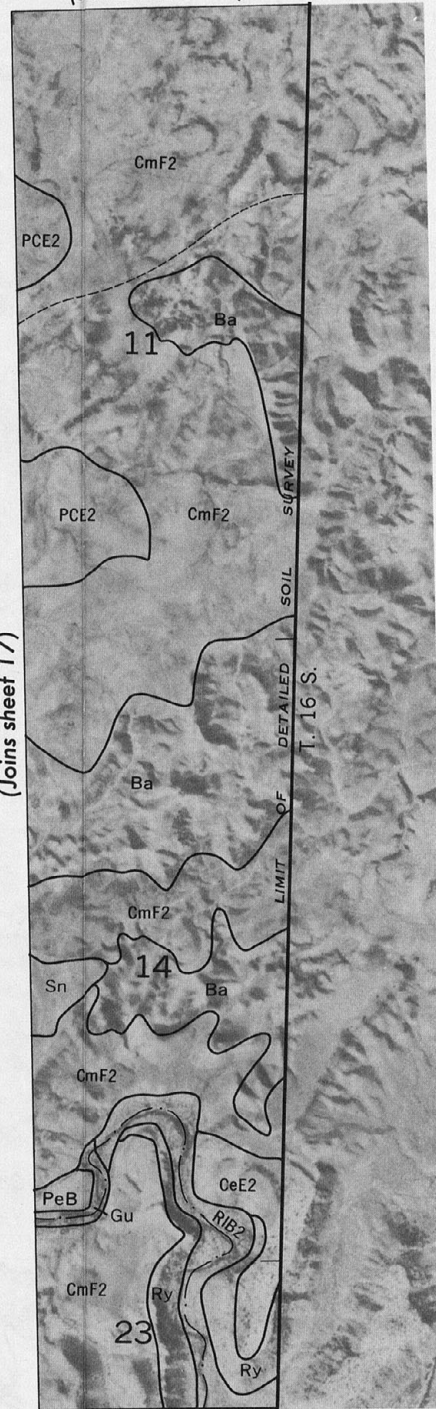 CmF2
PCE2
Ba
11
PCE2
CmF2
LIMIT OF DETAILED SOIL SURVEY
T. 16 S.
(Joins sheet 17)
Ba
CmF2
14
Sn
Ba
CmF2
CeE2
PeB
Gu
RIB2
CmF2
Ry
23
Ry